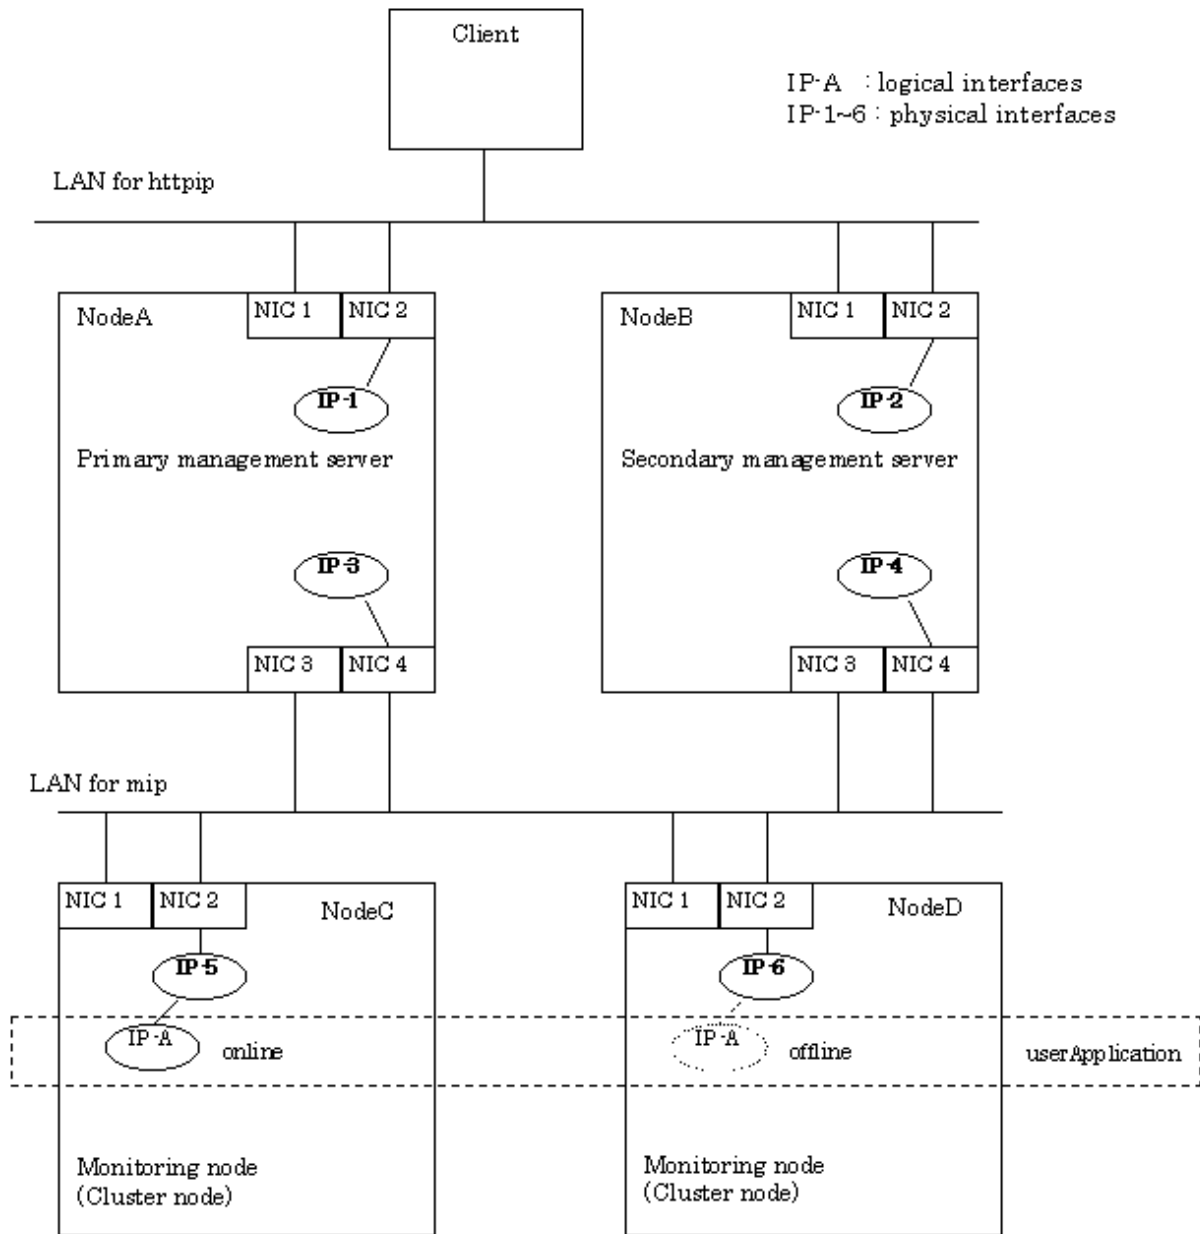 Client
IP-A : logical interfaces
IP-1~6 : physical interfaces
LAN for httpip
NodeA
NIC 1
NIC 2
NodeB
NIC 1
NIC 2
IP-1
IP-2
Primary management server
Secondary management server
IP-3
IP-4
NIC 3
NIC 4
NIC 3
NIC 4
LAN for mip
NIC 1
NIC 2
NodeC
NIC 1
NIC 2
NodeD
IP-5
IP-6
IP-A
online
IP-A
offline
userApplication
Monitoring node
(Cluster node)
Monitoring node
(Cluster node)